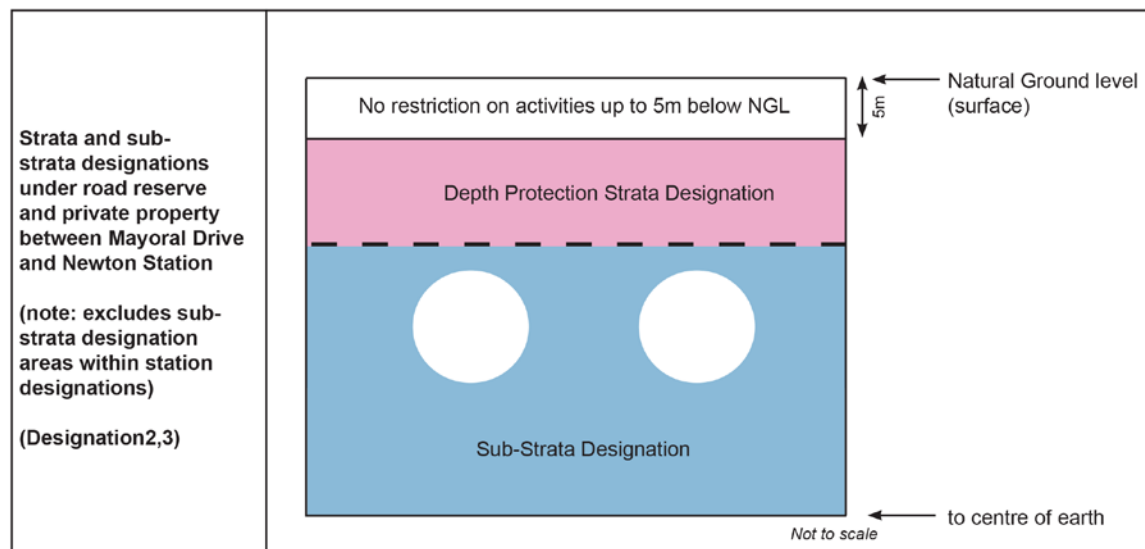 Strata and sub-
strata designations
under road reserve
and private property
between Mayoral Drive
and Newton Station
(note: excludes sub-
strata designation
areas within station
designations)
(Designation2,3)
No restriction on activities up to 5m below NGL
5m
Natural Ground level
(surface)
Depth Protection Strata Designation
Sub-Strata Designation
to centre of earth
Not to scale